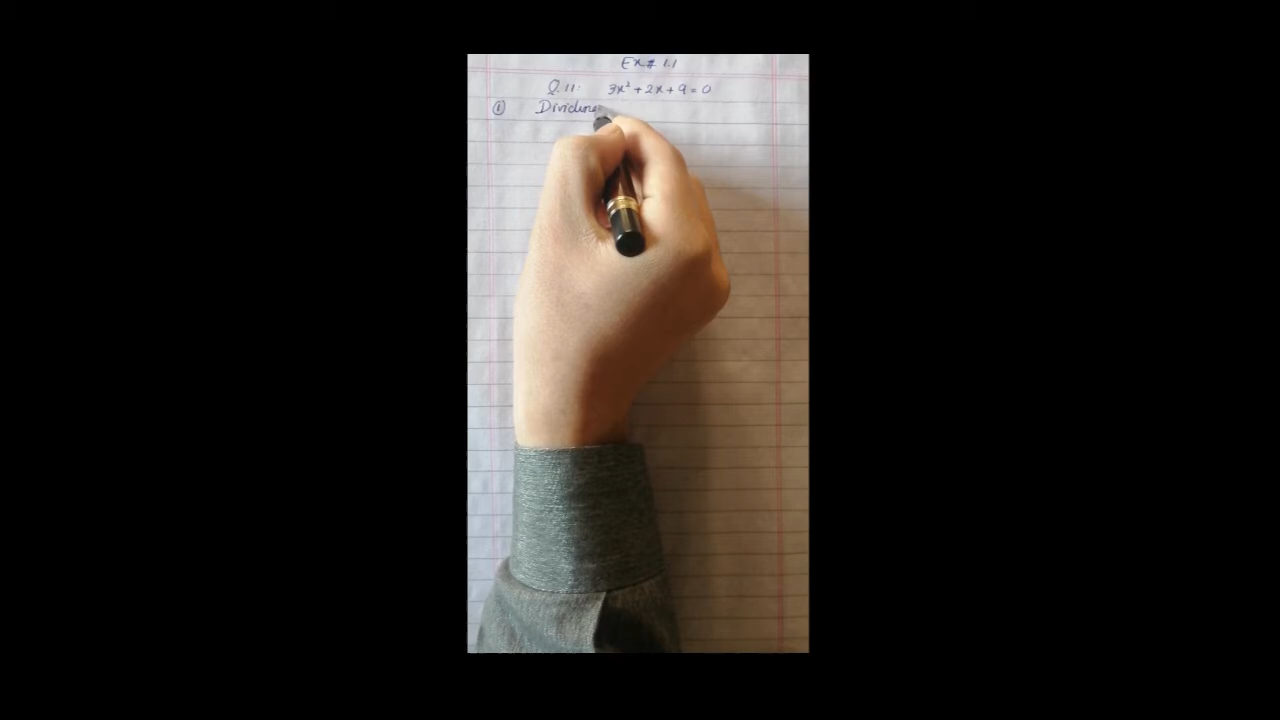 Ex # 1.1
Q.11: 3x² + 2x + 9 = 0
① Dividing